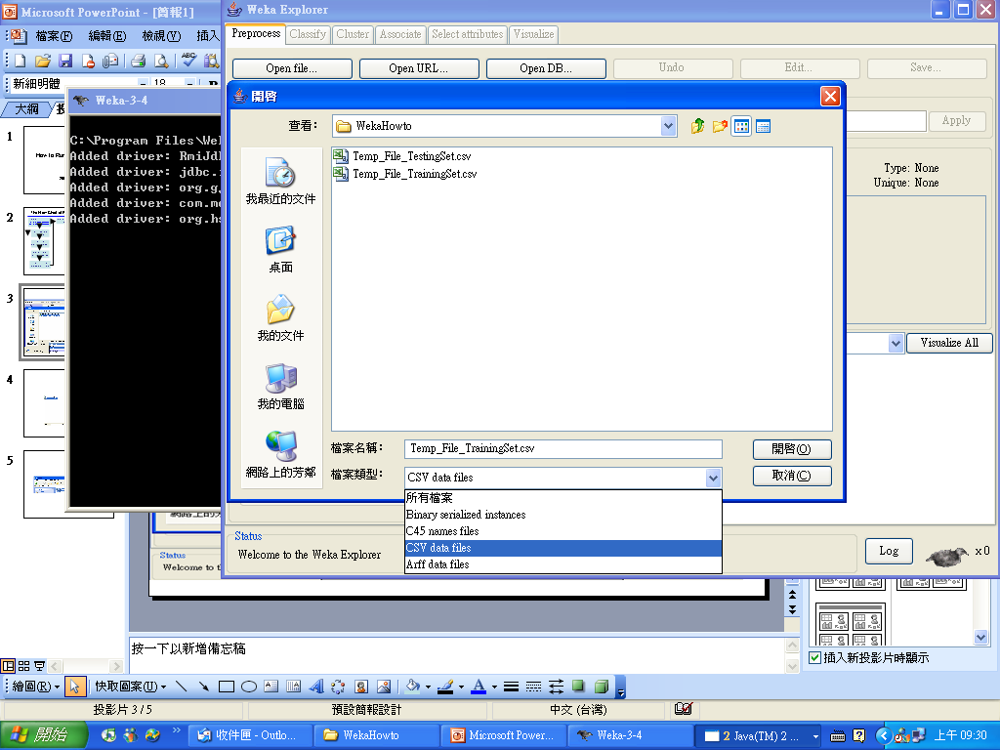 Microsoft PowerPoint - [簡報1]
檔案(F) 編輯(E) 檢視(V) 插入
新細明體 18
大綱
1
2
3
4
5
Weka-3-4
C:\Program Files\We
Added driver: RmiJd
Added driver: jdbc.
Added driver: org.g
Added driver: com.m
Added driver: org.h
Weka Explorer
Preprocess Classify Cluster Associate Select attributes Visualize
Open file... Open URL... Open DB... Undo Edit... Save...
Apply
Type: None
Unique: None
Visualize All
開啓
查看: WekaHowto
Temp_File_TestingSet.csv
Temp_File_TrainingSet.csv
我最近的文件
桌面
我的文件
我的電腦
網路上的芳鄰
檔案名稱: Temp_File_TrainingSet.csv 開啓(O)
檔案類型: CSV data files 取消(C)
所有檔案
Binary serialized instances
C45 names files
CSV data files
Arff data files
Status
Welcome to the Weka Explorer
Log x 0
Status
Welcome to t
按一下以新增備忘稿
插入新投影片時顯示
繪圖(R) 快取圖案(U)
投影片 3 / 5 預設簡報設計 中文 (台灣)
開始 收件匣 - Outlo... WekaHowto Microsoft Power... Weka-3-4 2 Java(TM) 2 ... 上午 09:30